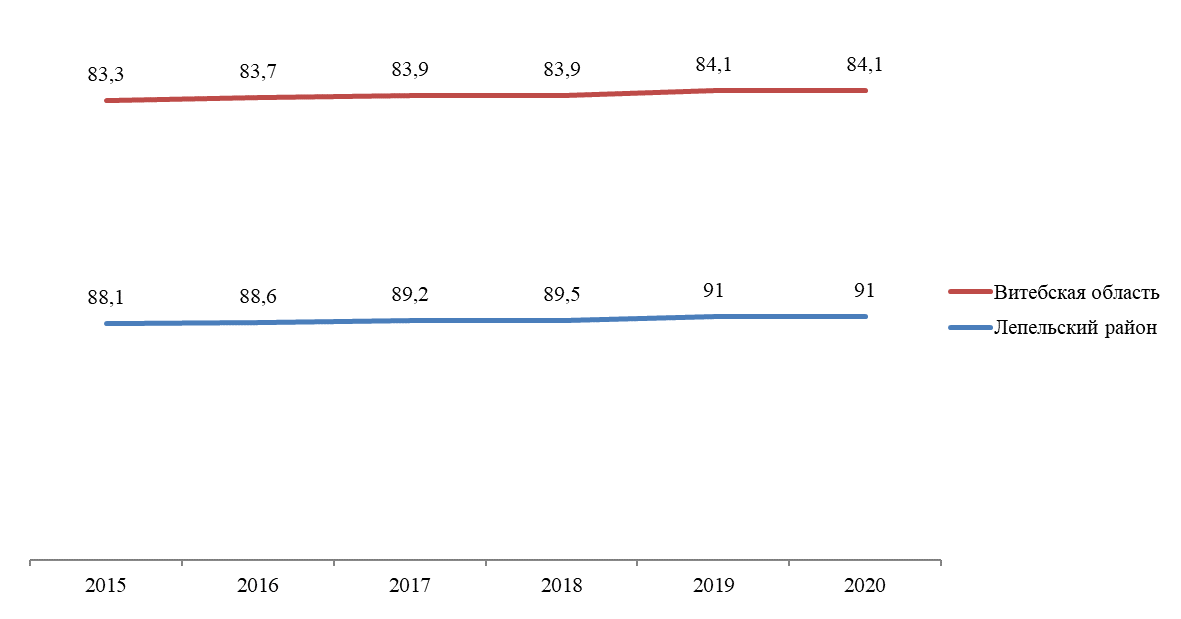 83,3 83,7 83,9 83,9 84,1 84,1
88,1 88,6 89,2 89,5 91 91
Витебская область
Лепельский район
2015 2016 2017 2018 2019 2020